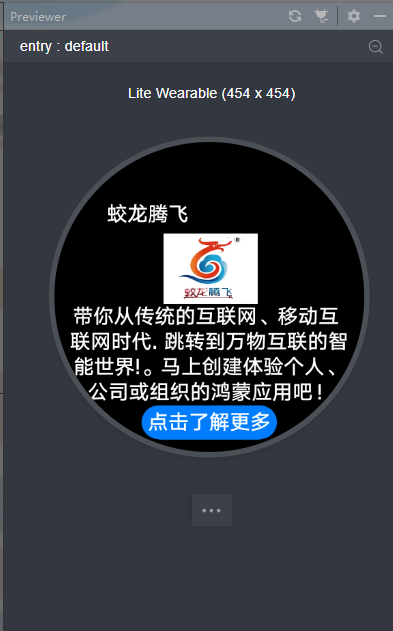 Previewer
entry : default
Lite Wearable (454 x 454)
蛟龙腾飞
蛟龙腾飞
带你从传统的互联网、移动互
联网时代. 跳转到万物互联的智
能世界!。马上创建体验个人、
公司或组织的鸿蒙应用吧!
点击了解更多